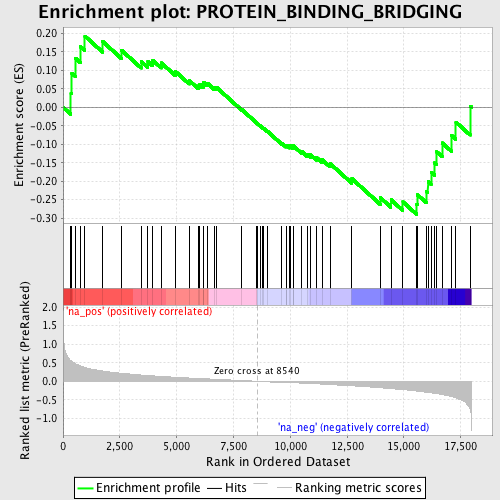 Enrichment plot: PROTEIN_BINDING_BRIDGING
Enrichment score (ES)
0.20
0.15
0.10
0.05
0.00
-0.05
-0.10
-0.15
-0.20
-0.25
-0.30
'na_pos' (positively correlated)
Ranked list metric (PreRanked)
2.0
1.5
1.0
0.5
0.0
-0.5
-1.0
Zero cross at 8540
'na_neg' (negatively correlated)
0
2,500
5,000
7,500
10,000
12,500
15,000
17,500
Rank in Ordered Dataset
Enrichment profile
Hits
Ranking metric scores